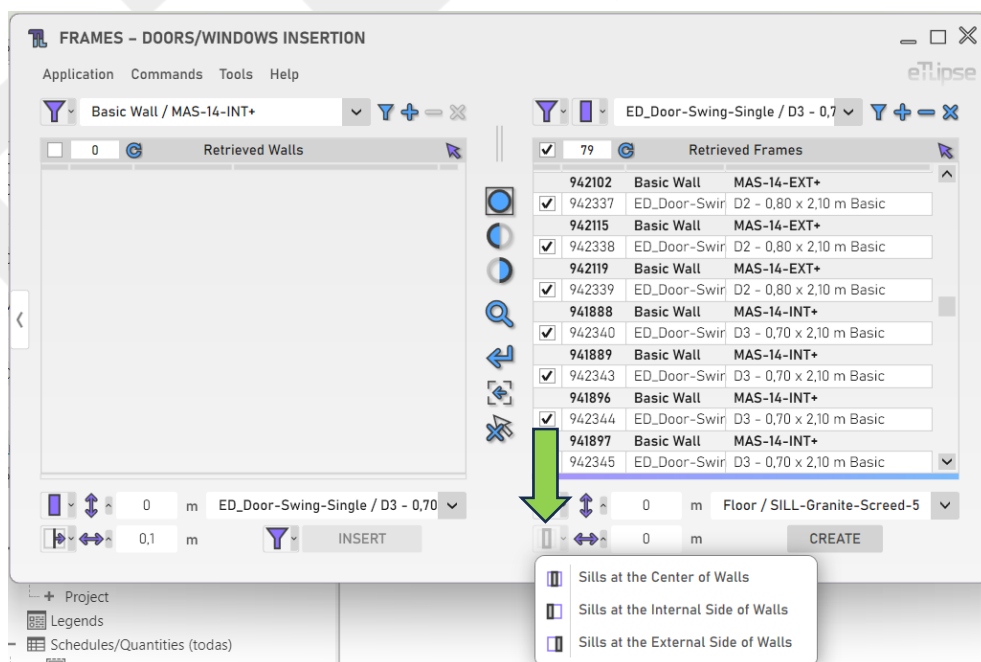 FRAMES – DOORS/WINDOWS INSERTION
Application Commands Tools Help
eTLipse
Basic Wall / MAS-14-INT+
ED_Door-Swing-Single / D3 - 0,7
0 Retrieved Walls
79 Retrieved Frames
942102 Basic Wall MAS-14-EXT+
942337 ED_Door-Swir D2 - 0,80 x 2,10 m Basic
942115 Basic Wall MAS-14-EXT+
942338 ED_Door-Swir D2 - 0,80 x 2,10 m Basic
942119 Basic Wall MAS-14-EXT+
942339 ED_Door-Swir D2 - 0,80 x 2,10 m Basic
941888 Basic Wall MAS-14-INT+
942340 ED_Door-Swir D3 - 0,70 x 2,10 m Basic
941889 Basic Wall MAS-14-INT+
942343 ED_Door-Swir D3 - 0,70 x 2,10 m Basic
941896 Basic Wall MAS-14-INT+
942344 ED_Door-Swir D3 - 0,70 x 2,10 m Basic
941897 Basic Wall MAS-14-INT+
942345 ED_Door-Swir D3 - 0,70 x 2,10 m Basic
0 m ED_Door-Swing-Single / D3 - 0,70
0 m Floor / SILL-Granite-Screed-5
0,1 m INSERT
0 m CREATE
Sills at the Center of Walls
Sills at the Internal Side of Walls
Sills at the External Side of Walls
Project
Legends
Schedules/Quantities (todas)